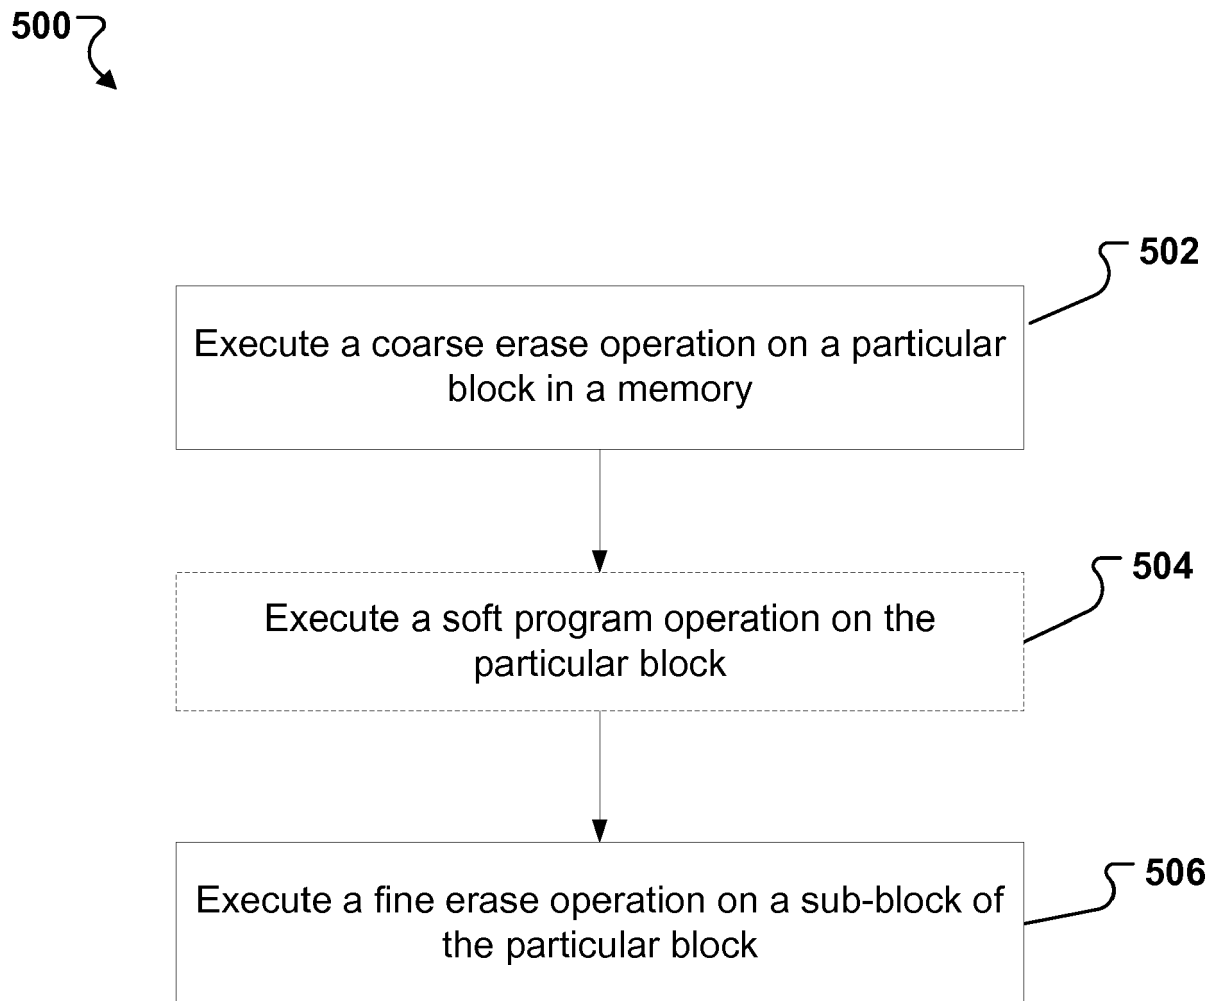 500
502
Execute a coarse erase operation on a particular
block in a memory
504
Execute a soft program operation on the
particular block
506
Execute a fine erase operation on a sub-block of
the particular block